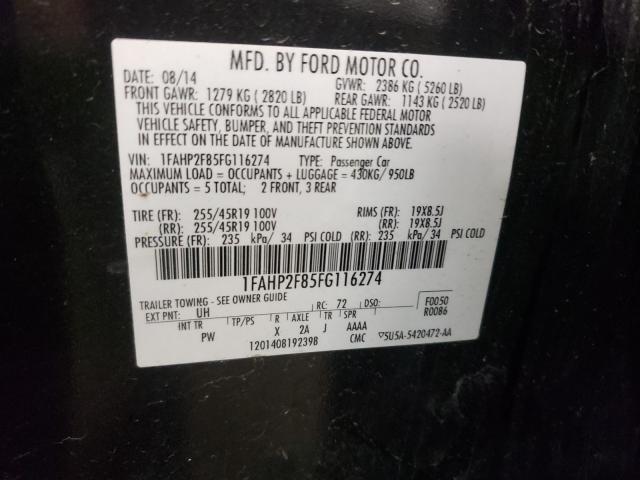 MFD. BY FORD MOTOR CO.
DATE: 08/14 GVWR: 2386 KG ( 5260 LB)
FRONT GAWR: 1279 KG ( 2820 LB) REAR GAWR: 1143 KG ( 2520 LB)
THIS VEHICLE CONFORMS TO ALL APPLICABLE FEDERAL MOTOR
VEHICLE SAFETY, BUMPER, AND THEFT PREVENTION STANDARDS
IN EFFECT ON THE DATE OF MANUFACTURE SHOWN ABOVE.
VIN: 1FAHP2F85FG116274 TYPE: Passenger Car
MAXIMUM LOAD = OCCUPANTS + LUGGAGE = 430KG/ 950LB
OCCUPANTS = 5 TOTAL; 2 FRONT, 3 REAR
TIRE (FR): 255/45R19 100V RIMS (FR): 19X8.5J
(RR): 255/45R19 100V (RR): 19X8.5J
PRESSURE (FR): 235 kPa/ 34 PSI COLD (RR): 235 kPa/ 34 PSI COLD
1FAHP2F85FG116274
TRAILER TOWING - SEE OWNER GUIDE
EXT PNT: UH RC: 72 DSO: F0050
R0086
INT TR TP/PS R AXLE TR SPR
PW X 2A J AAAA
1201408192398 CMC ▽5U5A-5420472-AA